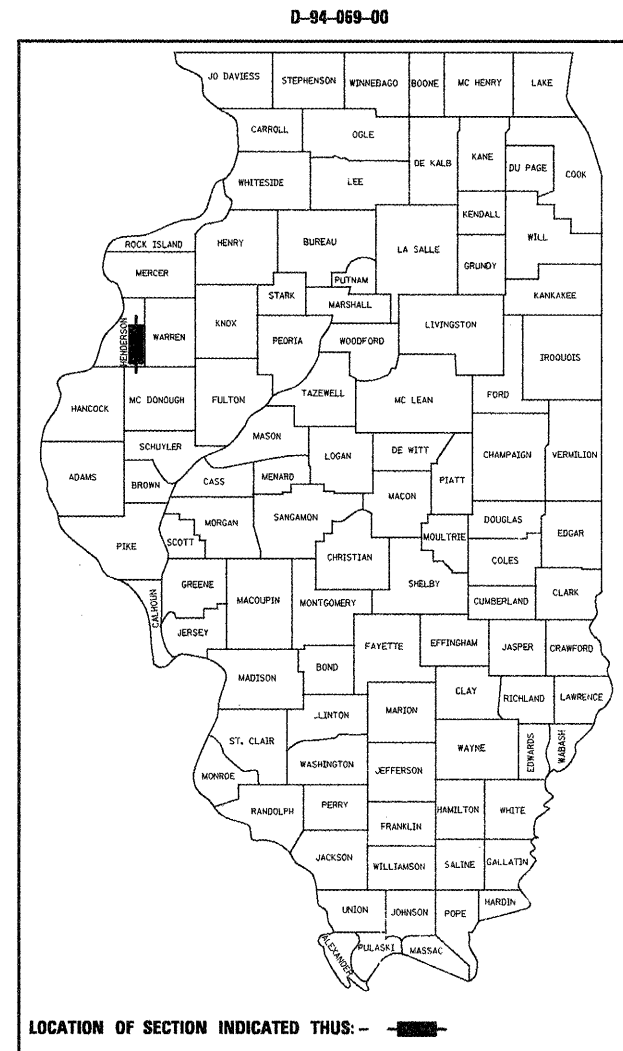 D-94-069-00
JO DAVIESS STEPHENSON WINNEBAGO BOONE MC HENRY LAKE
CARROLL OGLE
DE KALB KANE DU PAGE COOK
WHITESIDE LEE
KENDALL
ROCK ISLAND HENRY BUREAU LA SALLE WILL
MERCER PUTNAM GRUNDY
STARK MARSHALL KANKAKEE
HENDERSON WARREN KNOX PEORIA WOODFORD LIVINGSTON IROQUOIS
HANCOCK MC DONOUGH FULTON TAZEWELL MC LEAN FORD
MASON
SCHUYLER LOGAN DE WITT CHAMPAIGN VERMILION
ADAMS BROWN CASS MENARD MACON PIATT
MORGAN SANGAMON DOUGLAS
PIKE SCOTT CHRISTIAN MOULTRIE COLES EDGAR
GREENE SHELBY
CALHOUN MACOUPIN MONTGOMERY CUMBERLAND CLARK
JERSEY FAYETTE EFFINGHAM JASPER CRAWFORD
MADISON BOND
CLAY RICHLAND LAWRENCE
LINTON MARION
ST. CLAIR WAYNE EDWARDS WABASH
WASHINGTON JEFFERSON
MONROE
RANDOLPH PERRY HAMILTON WHITE
FRANKLIN
JACKSON WILLIAMSON SALINE GALLATIN
HARDIN
UNION JOHNSON POPE
ALEXANDER PULASKI MASSAC
LOCATION OF SECTION INDICATED THUS: -